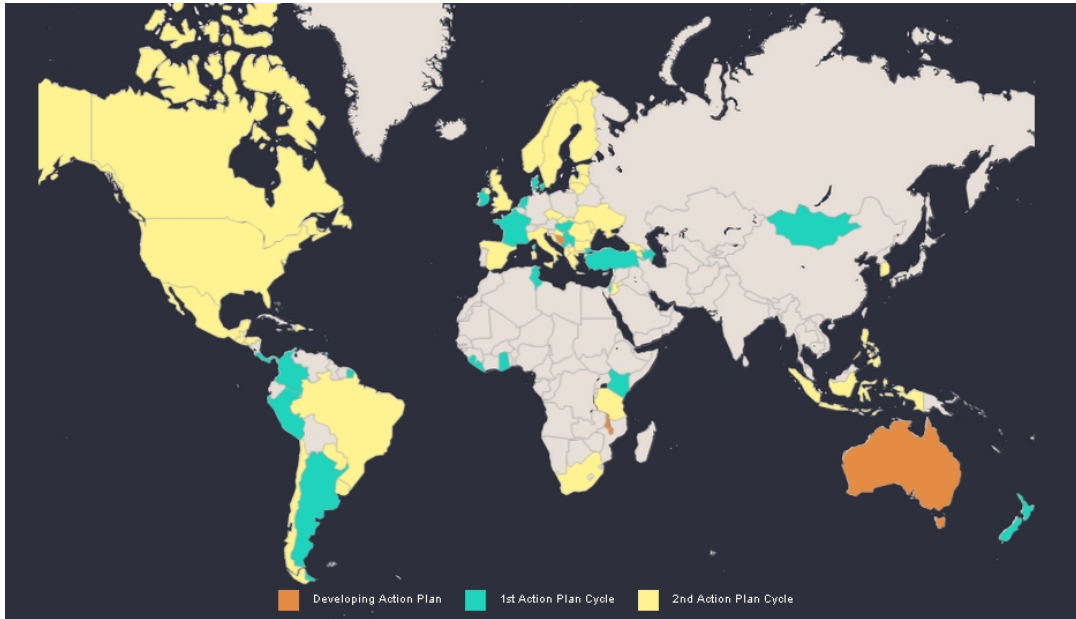 Developing Action Plan
1st Action Plan Cycle
2nd Action Plan Cycle